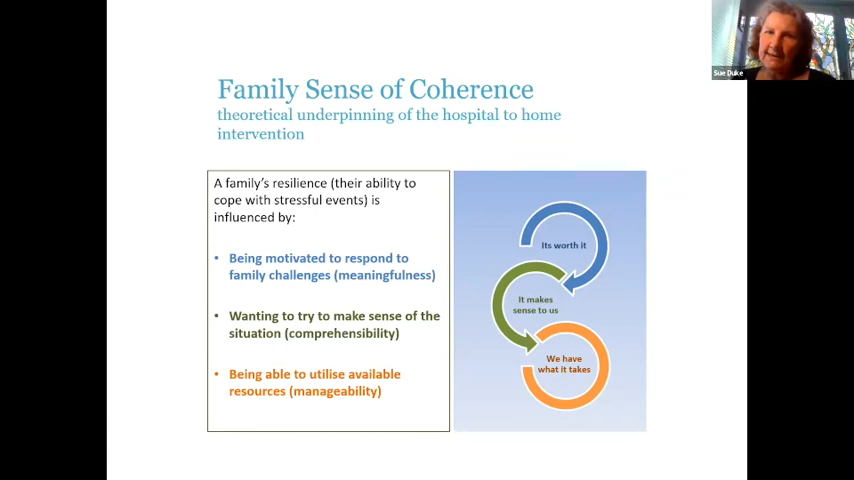 Sue Duke
Family Sense of Coherence
theoretical underpinning of the hospital to home
intervention
A family's resilience (their ability to
cope with stressful events) is
influenced by:
• Being motivated to respond to
family challenges (meaningfulness)
• Wanting to try to make sense of the
situation (comprehensibility)
• Being able to utilise available
resources (manageability)
Its worth it
It makes
sense to us
We have
what it takes